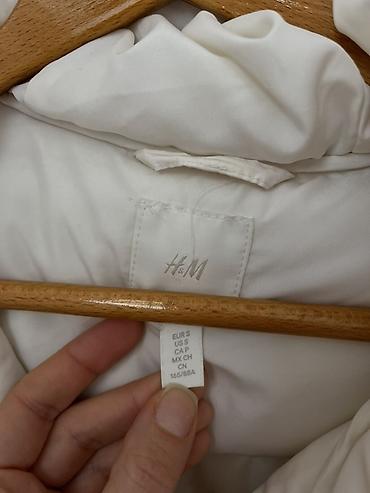 H&M
EUR S
US S
CA P
MX CH
CN
165/88A